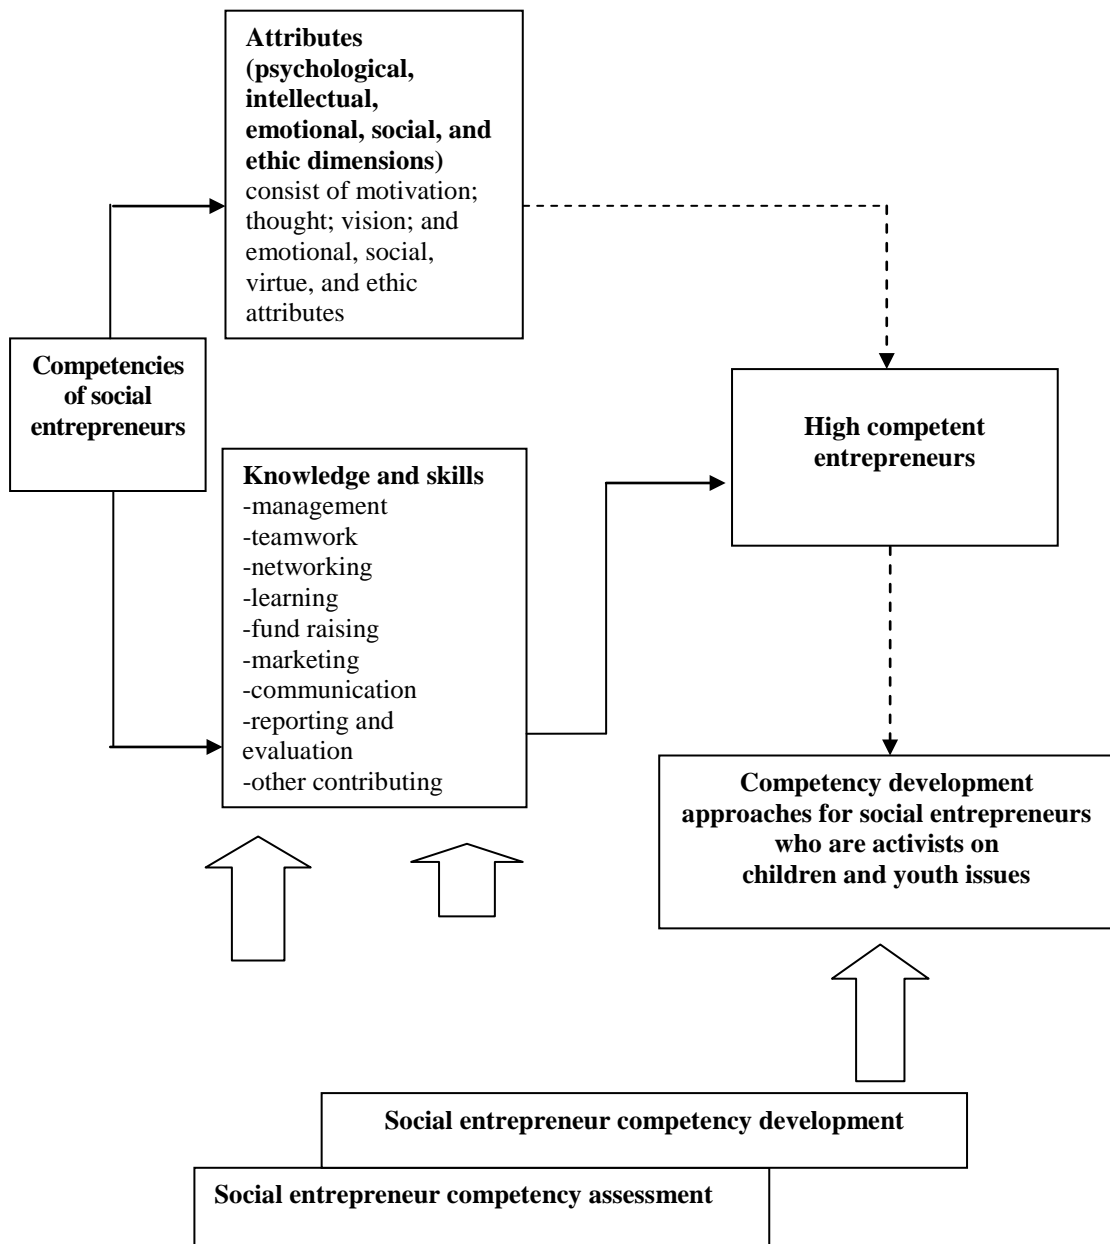 Attributes
(psychological,
intellectual,
emotional, social, and
ethic dimensions)
consist of motivation;
thought; vision; and
emotional, social,
virtue, and ethic
attributes
Competencies
of social
entrepreneurs
Knowledge and skills
-management
-teamwork
-networking
-learning
-fund raising
-marketing
-communication
-reporting and
evaluation
-other contributing
High competent
entrepreneurs
Competency development
approaches for social entrepreneurs
who are activists on
children and youth issues
Social entrepreneur competency development
Social entrepreneur competency assessment